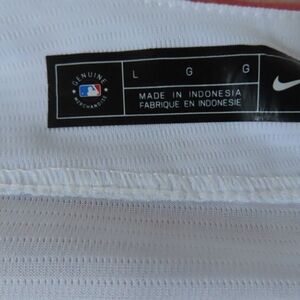 GENUINE
MERCHANDISE
L G G
MADE IN INDONESIA
FABRIQUE EN INDONESIE